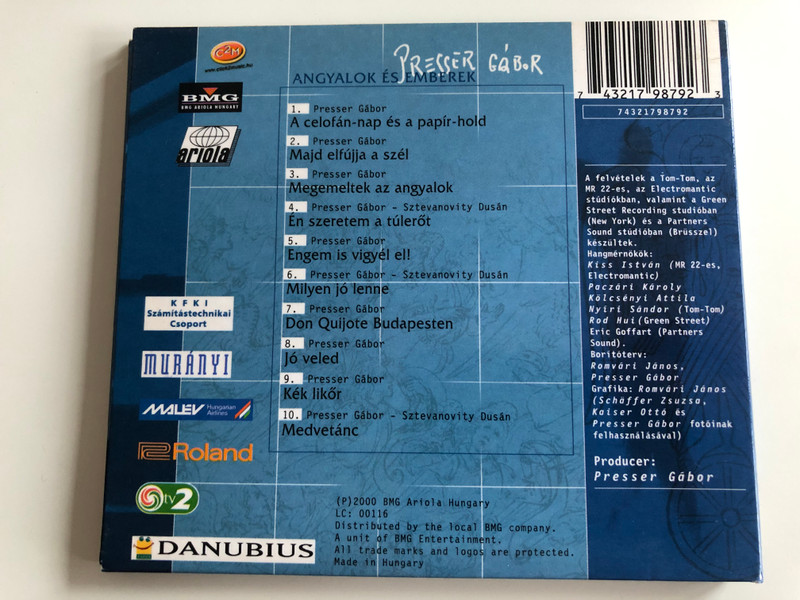 C2M
BMG
BMG ARIOLA HUNGARY
ariola
ANGYALOK ÉS EMBEREK
PRESSER GÁBOR
7 43217 98792 3
74321798792
1. Presser Gábor
A celofán-nap és a papír-hold
2. Presser Gábor
Majd elfújja a szél
3. Presser Gábor
Megemeltek az angyalok
4. Presser Gábor – Sztevanovity Dusán
Én szeretem a túlerőt
5. Presser Gábor
Engem is vigyél el!
6. Presser Gábor – Sztevanovity Dusán
Milyen jó lenne
7. Presser Gábor
Don Quijote Budapesten
8. Presser Gábor
Jó veled
9. Presser Gábor
Kék likőr
10. Presser Gábor – Sztevanovity Dusán
Medvetánc
A felvételek a Tom-Tom, az
MR 22-es, az Electromantic
stúdiókban, valamint a Green
Street Recording studióban
(New York) és a Partners
Sound stúdióban (Brüsszel)
készültek.
Hangmérnökök:
Kiss István (MR 22-es,
Electromantic)
Paczári Károly
Kölcsényi Attila
Nyíri Sándor (Tom-Tom)
Rod Hui (Green Street)
Eric Goffart (Partners
Sound).
Borítóterv:
Romvári János,
Presser Gábor
Grafika: Romvári János
(Schäffer Zsuzsa,
Kaiser Ottó és
Presser Gábor fotóinak
felhasználásával)
Producer:
Presser Gábor
KFKI
Számítástechnikai
Csoport
MURÁNYI
MALÉV Hungarian
Airlines
Roland
tv2
DANUBIUS
(P)2000 BMG Ariola Hungary
LC: 00116
Distributed by the local BMG company.
A unit of BMG Entertainment.
All trade marks and logos are protected.
Made in Hungary